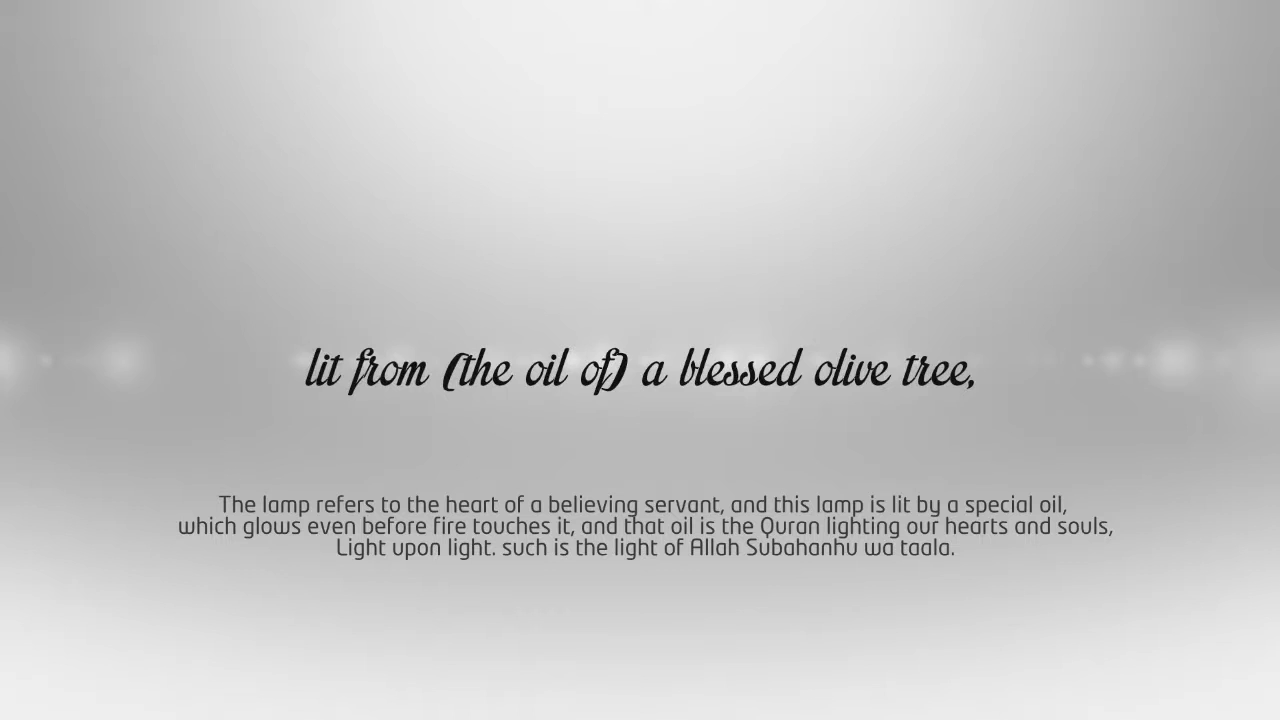 lit from (the oil of) a blessed olive tree,
The lamp refers to the heart of a believing servant, and this lamp is lit by a special oil,
which glows even before fire touches it, and that oil is the Quran lighting our hearts and souls,
Light upon light. such is the light of Allah Subahanhu wa taala.